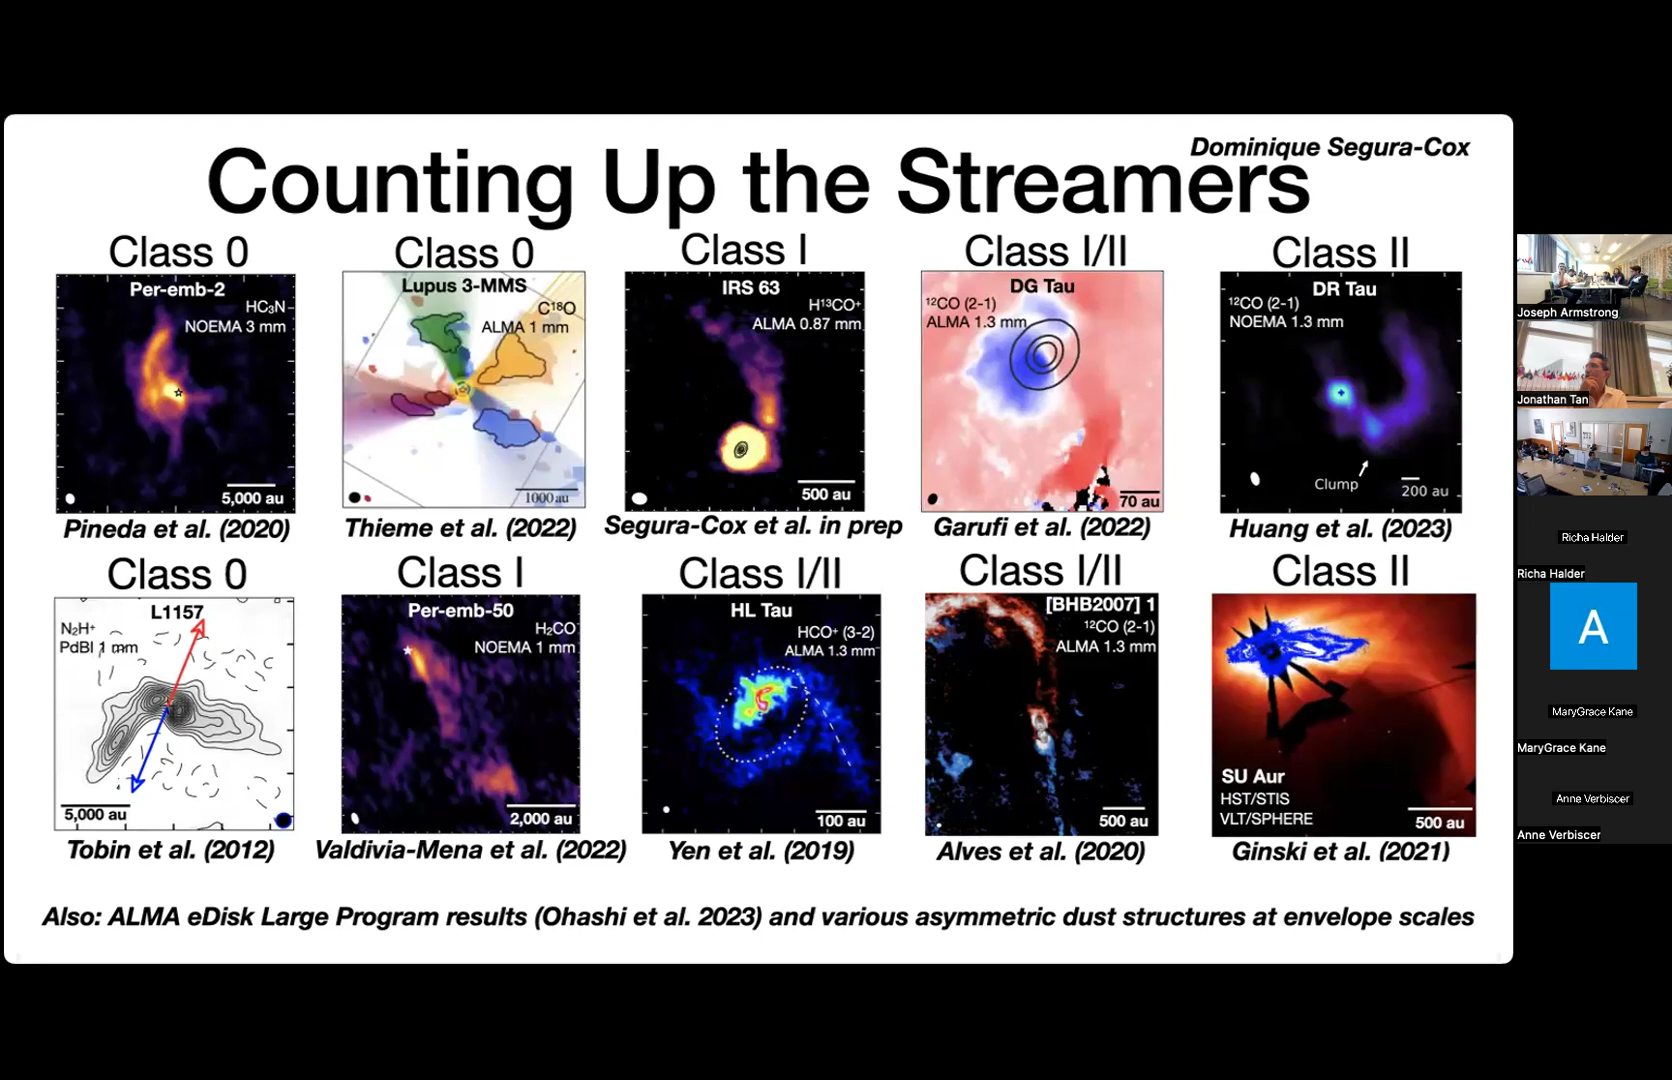 Dominique Segura-Cox
Counting Up the Streamers
Class 0
Per-emb-2
HC₃N
NOEMA 3 mm
5,000 au
Pineda et al. (2020)
Class 0
Lupus 3-MMS
C¹⁸O
ALMA 1 mm
1000 au
Thieme et al. (2022)
Class I
IRS 63
H¹³CO⁺
ALMA 0.87 mm
500 au
Segura-Cox et al. in prep
Class I/II
DG Tau
¹²CO (2-1)
ALMA 1.3 mm
70 au
Garufi et al. (2022)
Class II
DR Tau
¹²CO (2-1)
NOEMA 1.3 mm
Clump
200 au
Huang et al. (2023)
Class 0
L1157
N₂H⁺
PdBI 1 mm
5,000 au
Tobin et al. (2012)
Class I
Per-emb-50
H₂CO
NOEMA 1 mm
2,000 au
Valdivia-Mena et al. (2022)
Class I/II
HL Tau
HCO⁺ (3-2)
ALMA 1.3 mm
100 au
Yen et al. (2019)
Class I/II
[BHB2007] 1
¹²CO (2-1)
ALMA 1.3 mm
500 au
Alves et al. (2020)
Class II
SU Aur
HST/STIS
VLT/SPHERE
500 au
Ginski et al. (2021)
Also: ALMA eDisk Large Program results (Ohashi et al. 2023) and various asymmetric dust structures at envelope scales
Joseph Armstrong
Jonathan Tan
Richa Halder
Richa Halder
A
MaryGrace Kane
MaryGrace Kane
Anne Verbiscer
Anne Verbiscer